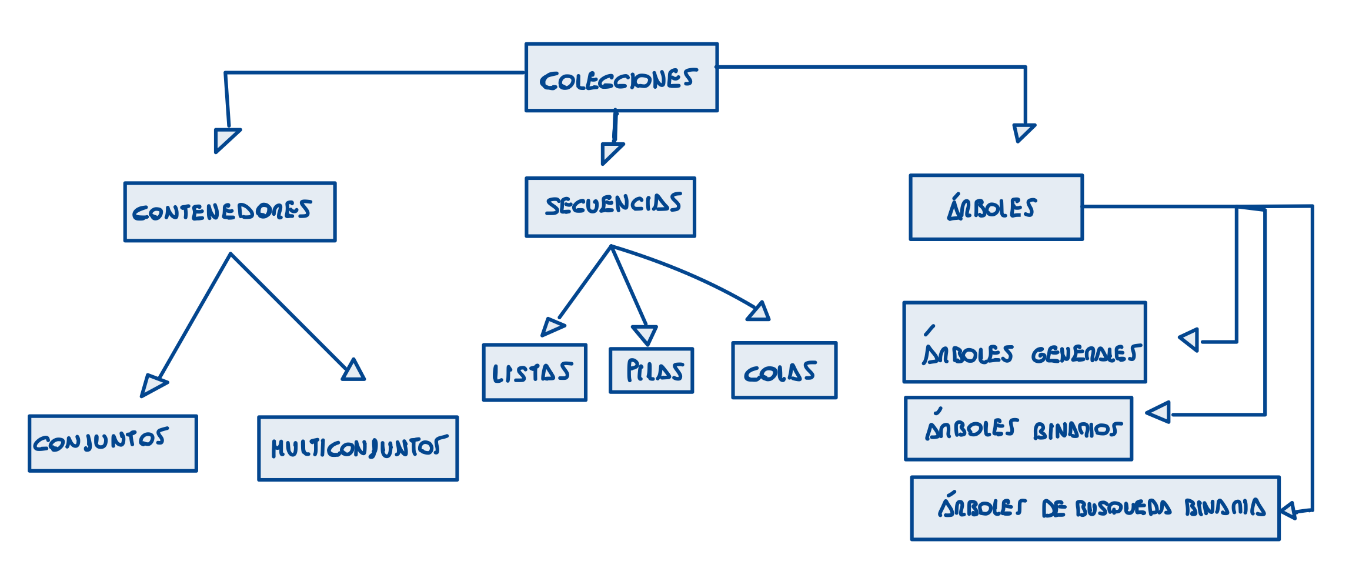 COLECCIONES
CONTENEDORES
SECUENCIAS
ÁRBOLES
CONJUNTOS
MULTICONJUNTOS
LISTAS
PILAS
COLAS
ÁRBOLES GENERALES
ÁRBOLES BINARIOS
ÁRBOLES DE BUSQUEDA BINARIA